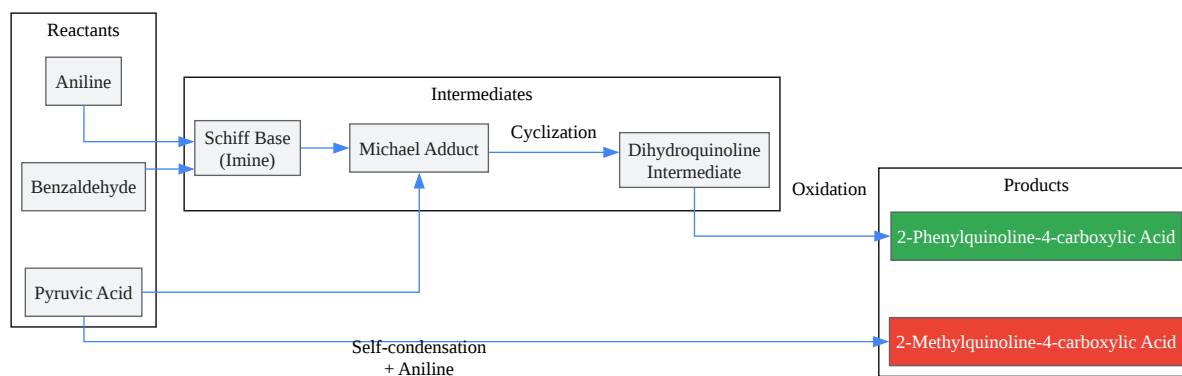 Reactants
Aniline
Benzaldehyde
Pyruvic Acid
Intermediates
Schiff Base
(Imine)
Michael Adduct
Cyclization
Dihydroquinoline
Intermediate
Oxidation
Products
2-Phenylquinoline-4-carboxylic Acid
2-Methylquinoline-4-carboxylic Acid
Self-condensation
+ Aniline